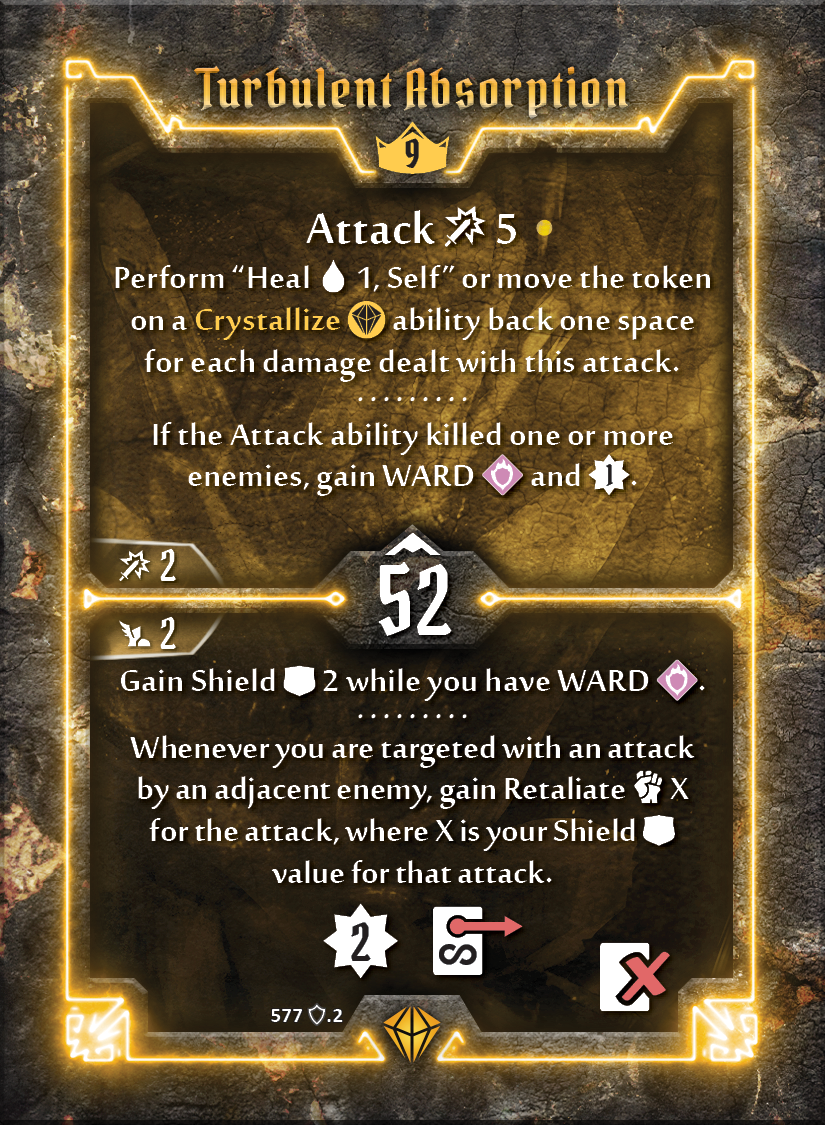 Turbulent Absorption
9
Attack 5
Perform “Heal 1, Self” or move the token
on a Crystallize ability back one space
for each damage dealt with this attack.
.........
If the Attack ability killed one or more
enemies, gain WARD and 1.
2
52
2
Gain Shield 2 while you have WARD .
.........
Whenever you are targeted with an attack
by an adjacent enemy, gain Retaliate X
for the attack, where X is your Shield
value for that attack.
2
577 .2